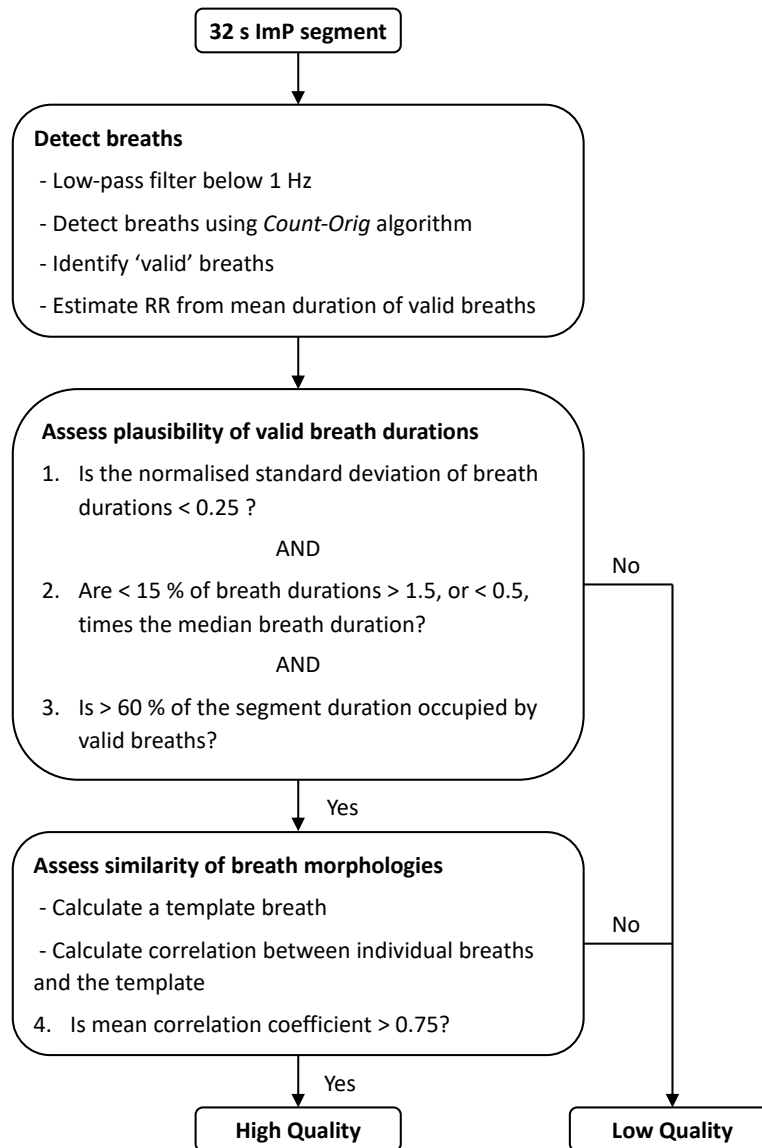 32 s ImP segment
Detect breaths
- Low-pass filter below 1 Hz
- Detect breaths using Count-Orig algorithm
- Identify ‘valid’ breaths
- Estimate RR from mean duration of valid breaths
Assess plausibility of valid breath durations
1. Is the normalised standard deviation of breath
durations < 0.25 ?
AND
2. Are < 15 % of breath durations > 1.5, or < 0.5,
times the median breath duration?
AND
3. Is > 60 % of the segment duration occupied by
valid breaths?
No
Yes
Assess similarity of breath morphologies
- Calculate a template breath
- Calculate correlation between individual breaths
and the template
4. Is mean correlation coefficient > 0.75?
No
Yes
High Quality
Low Quality